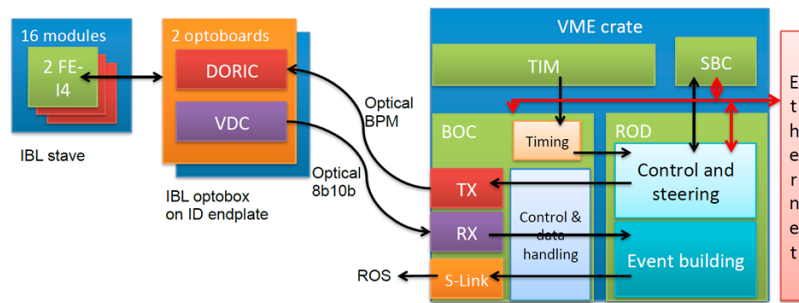 16 modules
2 FE-
I4
IBL stave
2 optoboards
DORIC
VDC
IBL optobox
on ID endplate
Optical
BPM
Optical
8b10b
VME crate
TIM
SBC
BOC
Timing
ROD
TX
Control and
steering
RX
Control &
data
handling
Event building
S-Link
ROS
Ethernet